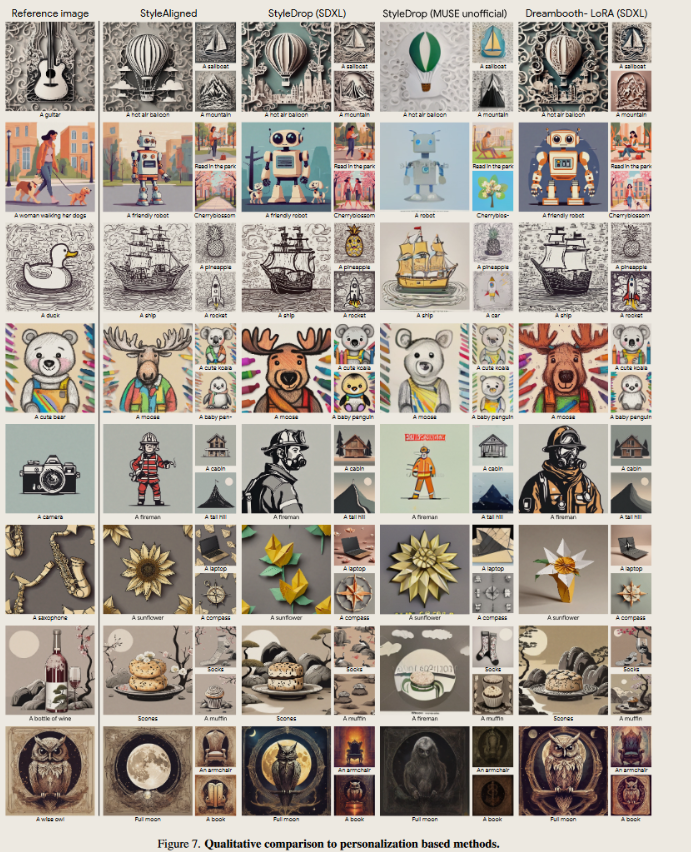 Reference image StyleAligned StyleDrop (SDXL) StyleDrop (MUSE unofficial) Dreambooth- LoRA (SDXL)
A sailboat A sailboat A sailboat A sailboat
A guitar A hot air balloon A mountain A hot air balloon A mountain A hot air balloon A mountain A hot air balloon A mountain
Read in the park Read in the park Read in the park Read in the park
A woman walking her dogs A friendly robot Cherryblossom A friendly robot Cherryblossom A robot Cherryblos- A friendly robot Cherryblossom
A pineapple A pineapple A pineapple A pineapple
A duck A ship A rocket A ship A rocket A ship A car A ship A rocket
A cute koala A cute koala A cute koala A cute koala
A cute bear A moose A baby pen- A moose A baby penguin A moose A baby penguin A moose A baby penguin
A cabin A cabin A cabin A cabin
A camera A fireman A tall hill A fireman A tall hill A fireman A tall hill A fireman A tall hill
A laptop A laptop A laptop A laptop
A saxophone A sunflower A compass A sunflower A compass A sunflower A compass A sunflower A compass
Socks Socks Socks Socks
A bottle of wine Scones A muffin Scones A muffin A fireman A muffin Scones A muffin
An armchair An armchair An armchair An armchair
A wise owl Full moon A book Full moon A book Full moon A book Full moon A book
Figure 7. Qualitative comparison to personalization based methods.